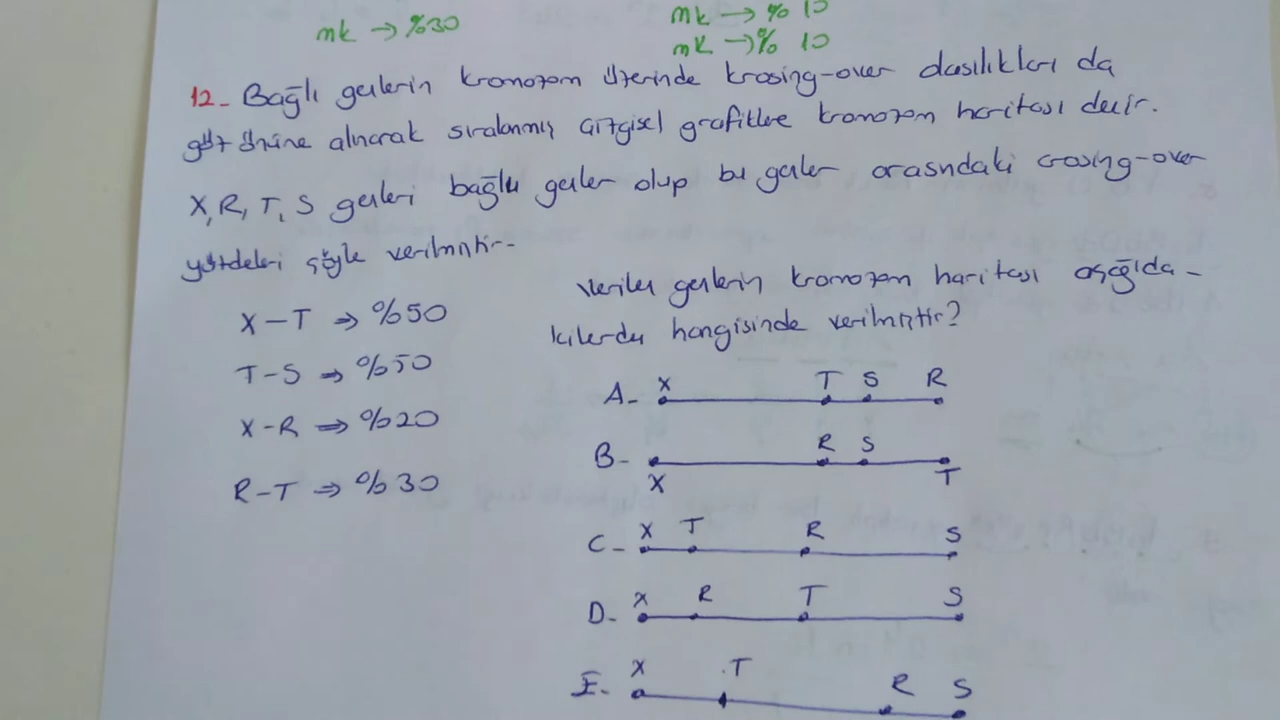 mk → %30
mk → % 10
mk → % 10
12- Bağlı genlerin kromozom üzerinde krosing-over olasılıkları da
göz önüne alınarak sıralanmış çizgisel grafiklere kromozom haritası denir.
X, R, T, S genleri bağlı genler olup bu genler arasındaki crosing-over
yüzdeleri şöyle verilmiştir-
X-T ⇒ %50
T-S ⇒ %50
X-R ⇒ %20
R-T ⇒ %30
Verilen genlerin kromozom haritası aşağıda-
kilerden hangisinde verilmiştir?
A- X T S R
B- X R S T
C- X T R S
D- X R T S
E- X T R S